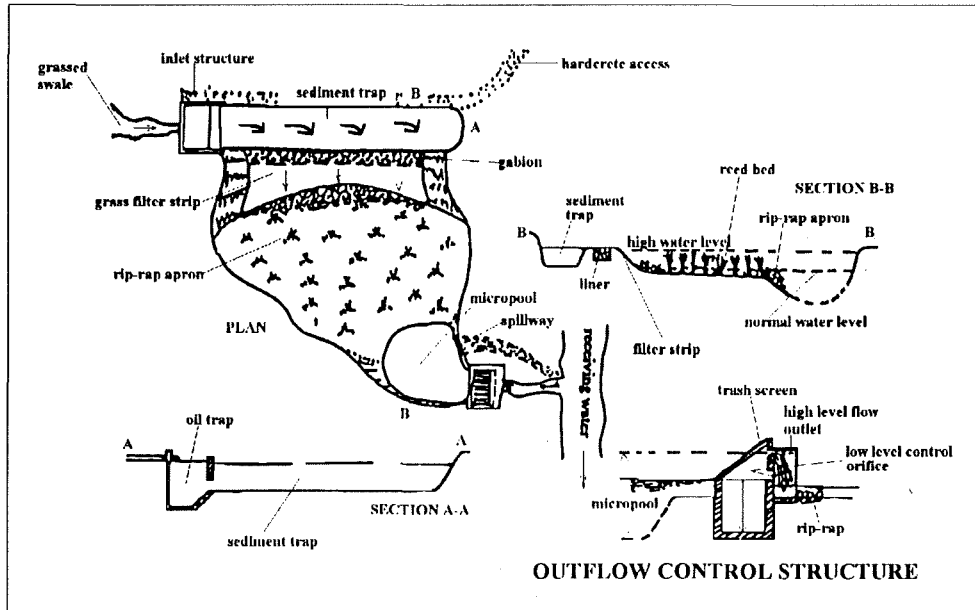 inlet structure
grassed
swale
sediment trap
B
hardcrete access
A
gabion
grass filter strip
rip-rap apron
PLAN
micropool
spillway
B
receiving water
reed bed
SECTION B-B
sediment
trap
rip-rap apron
B
B
high water level
liner
normal water level
filter strip
oil trap
A
A
SECTION A-A
sediment trap
trash screen
high level flow
outlet
low level control
orifice
micropool
rip-rap
OUTFLOW CONTROL STRUCTURE